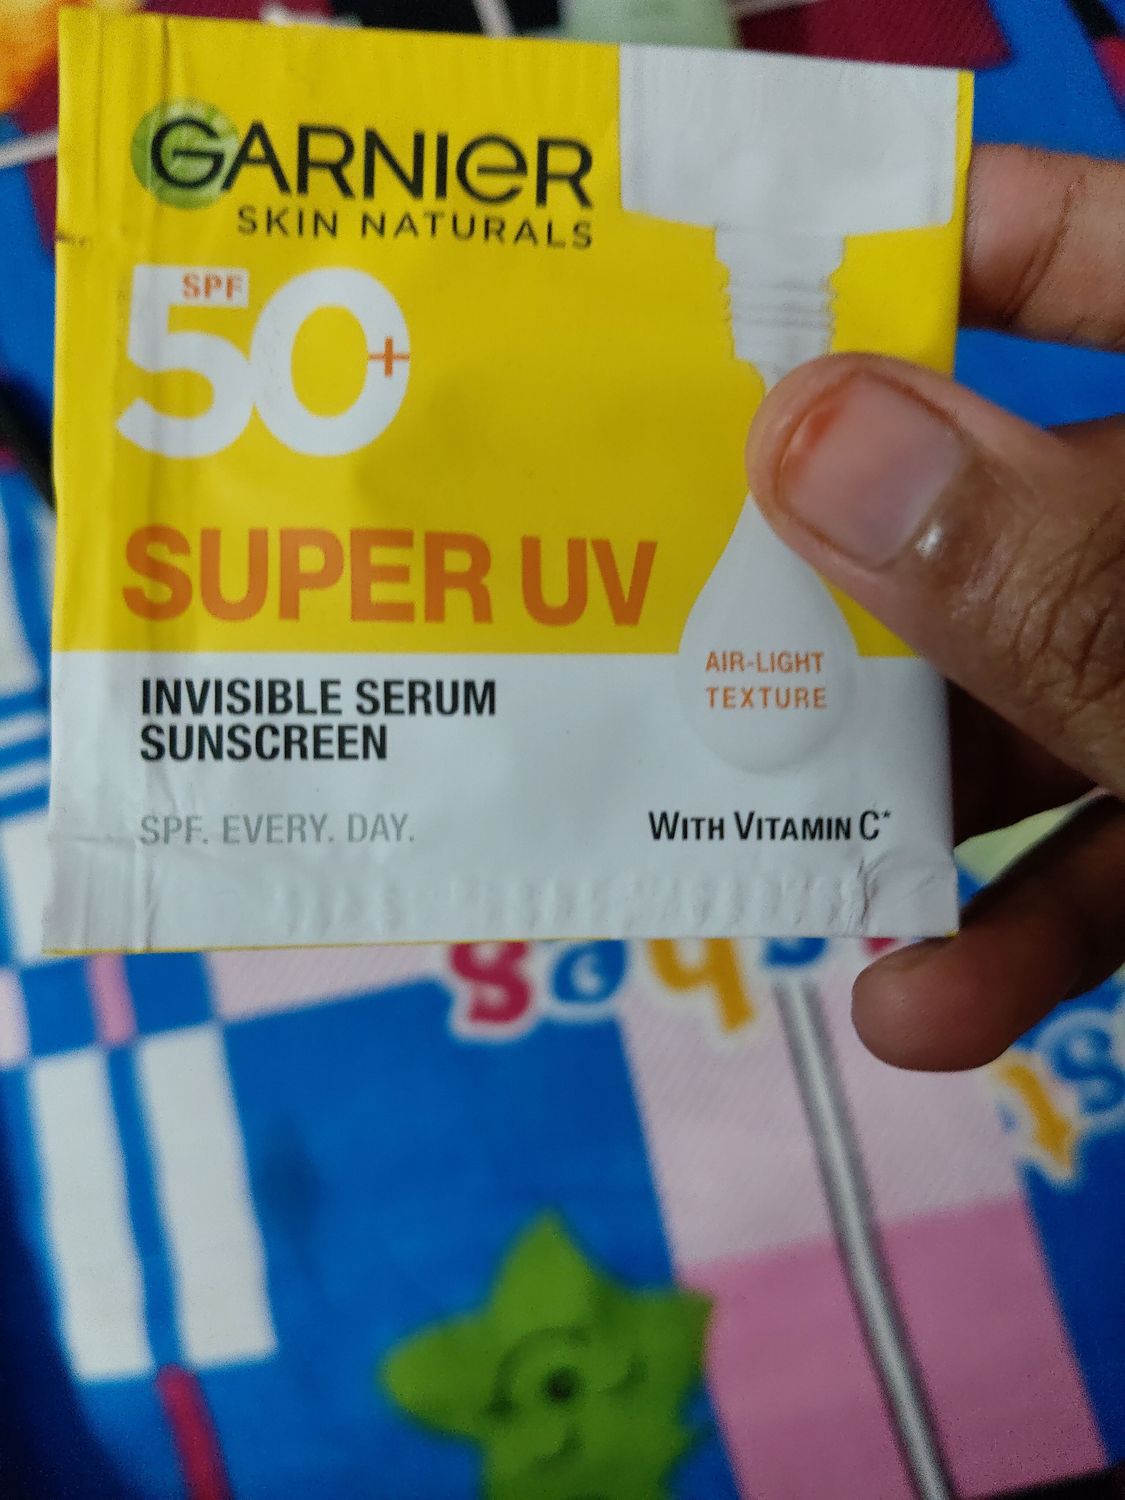 GARNIER
SKIN NATURALS
SPF
50+
SUPER UV
AIR-LIGHT
TEXTURE
INVISIBLE SERUM
SUNSCREEN
SPF. EVERY. DAY.
WITH VITAMIN C*